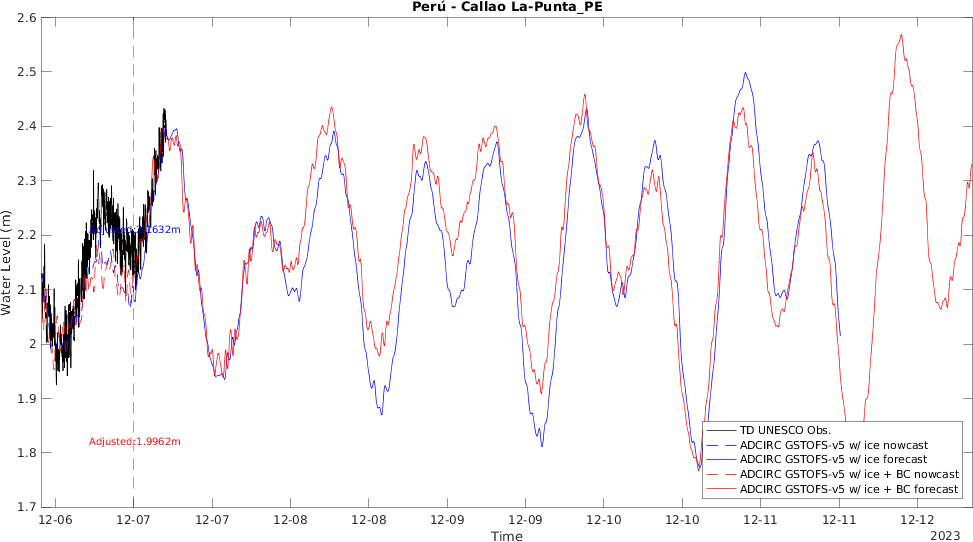 Perú - Callao La-Punta_PE
Water Level (m)
2.6
2.5
2.4
2.3
2.2
2.1
2
1.9
1.8
1.7
Adjusted:1.9962m
TD UNESCO Obs.
ADCIRC GSTOFS-v5 w/ ice nowcast
ADCIRC GSTOFS-v5 w/ ice forecast
ADCIRC GSTOFS-v5 w/ ice + BC nowcast
ADCIRC GSTOFS-v5 w/ ice + BC forecast
12-06 12-07 12-07 12-08 12-08 12-09 12-09 12-10 12-10 12-11 12-11 12-12
Time
2023